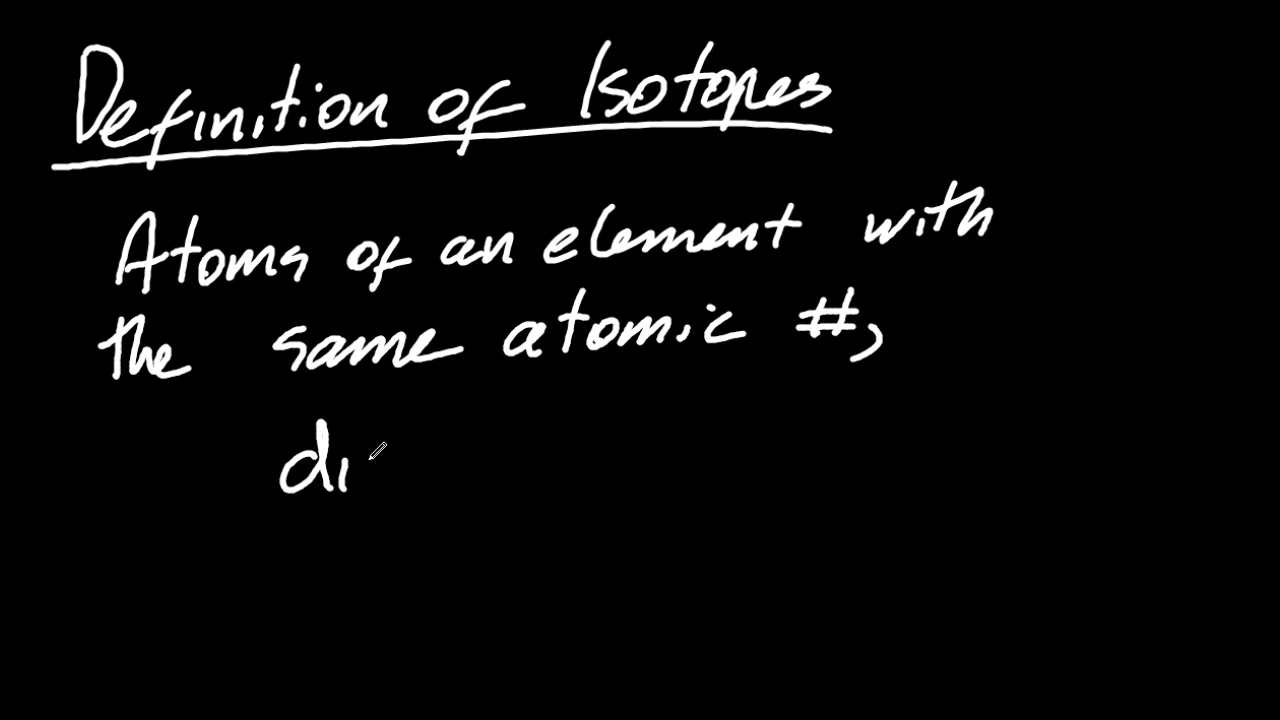 Definition of Isotopes
Atoms of an element with
the same atomic #,
di